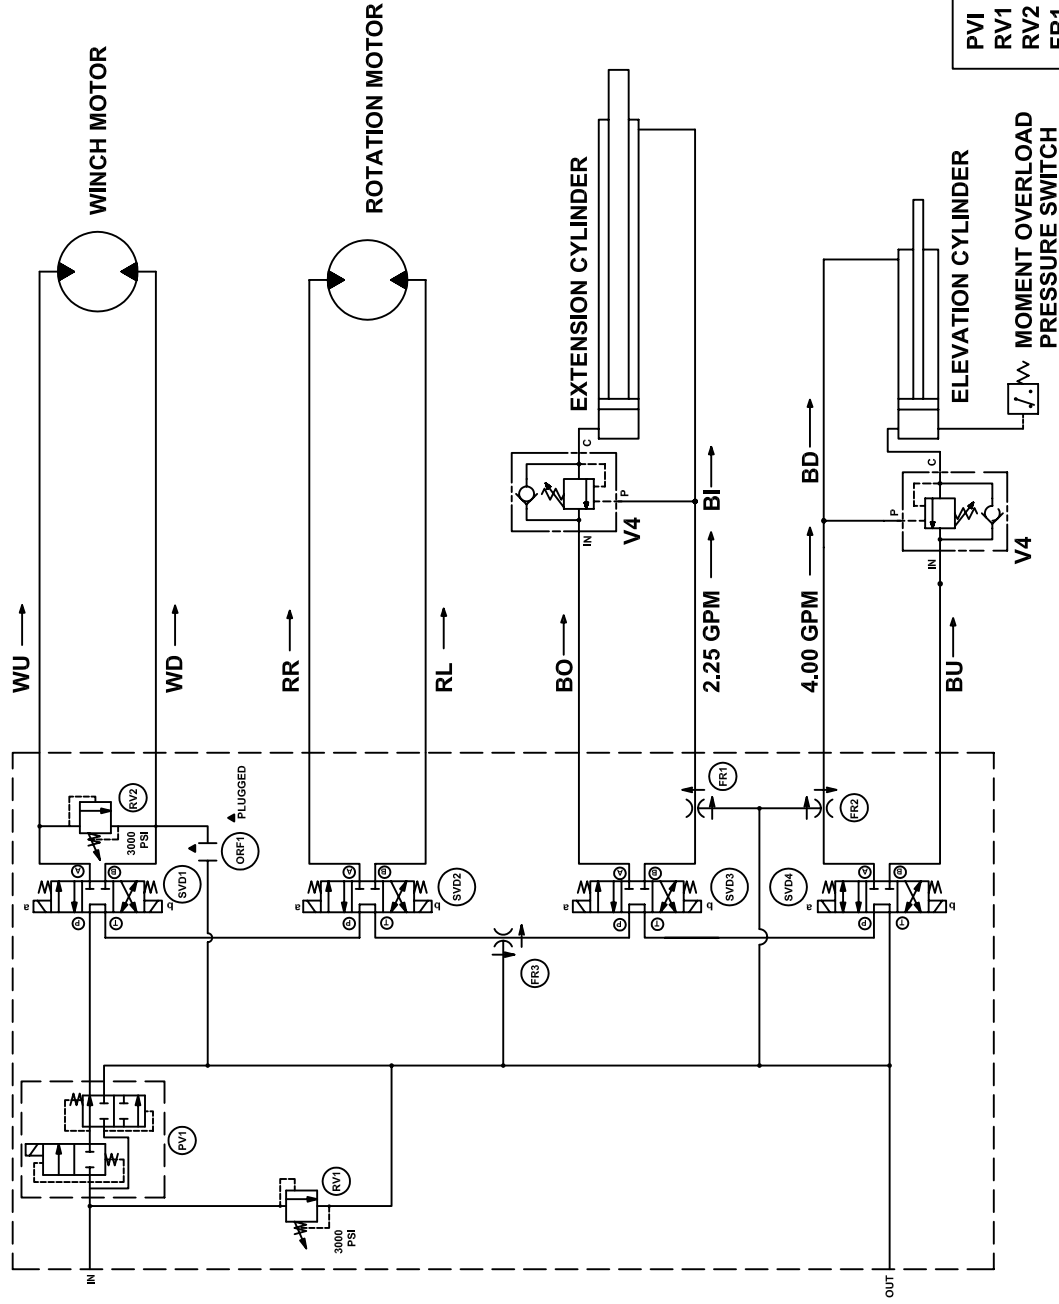 WINCH MOTOR
ROTATION MOTOR
EXTENSION CYLINDER
ELEVATION CYLINDER
MOMENT OVERLOAD
PRESSURE SWITCH
PVI
RV1
RV2
FR1
WU
WD
RR
RL
BO
2.25 GPM
BI
4.00 GPM
BD
BU
C
P
IN
V4
C
P
IN
V4
RV2
3000
PSI
PLUGGED
ORF1
a
A
B
P
T
b
SVD1
a
A
B
P
T
b
SVD2
a
A
B
P
T
b
SVD3
a
A
B
P
T
b
SVD4
FR1
FR2
FR3
PV1
RV1
3000
PSI
IN
OUT